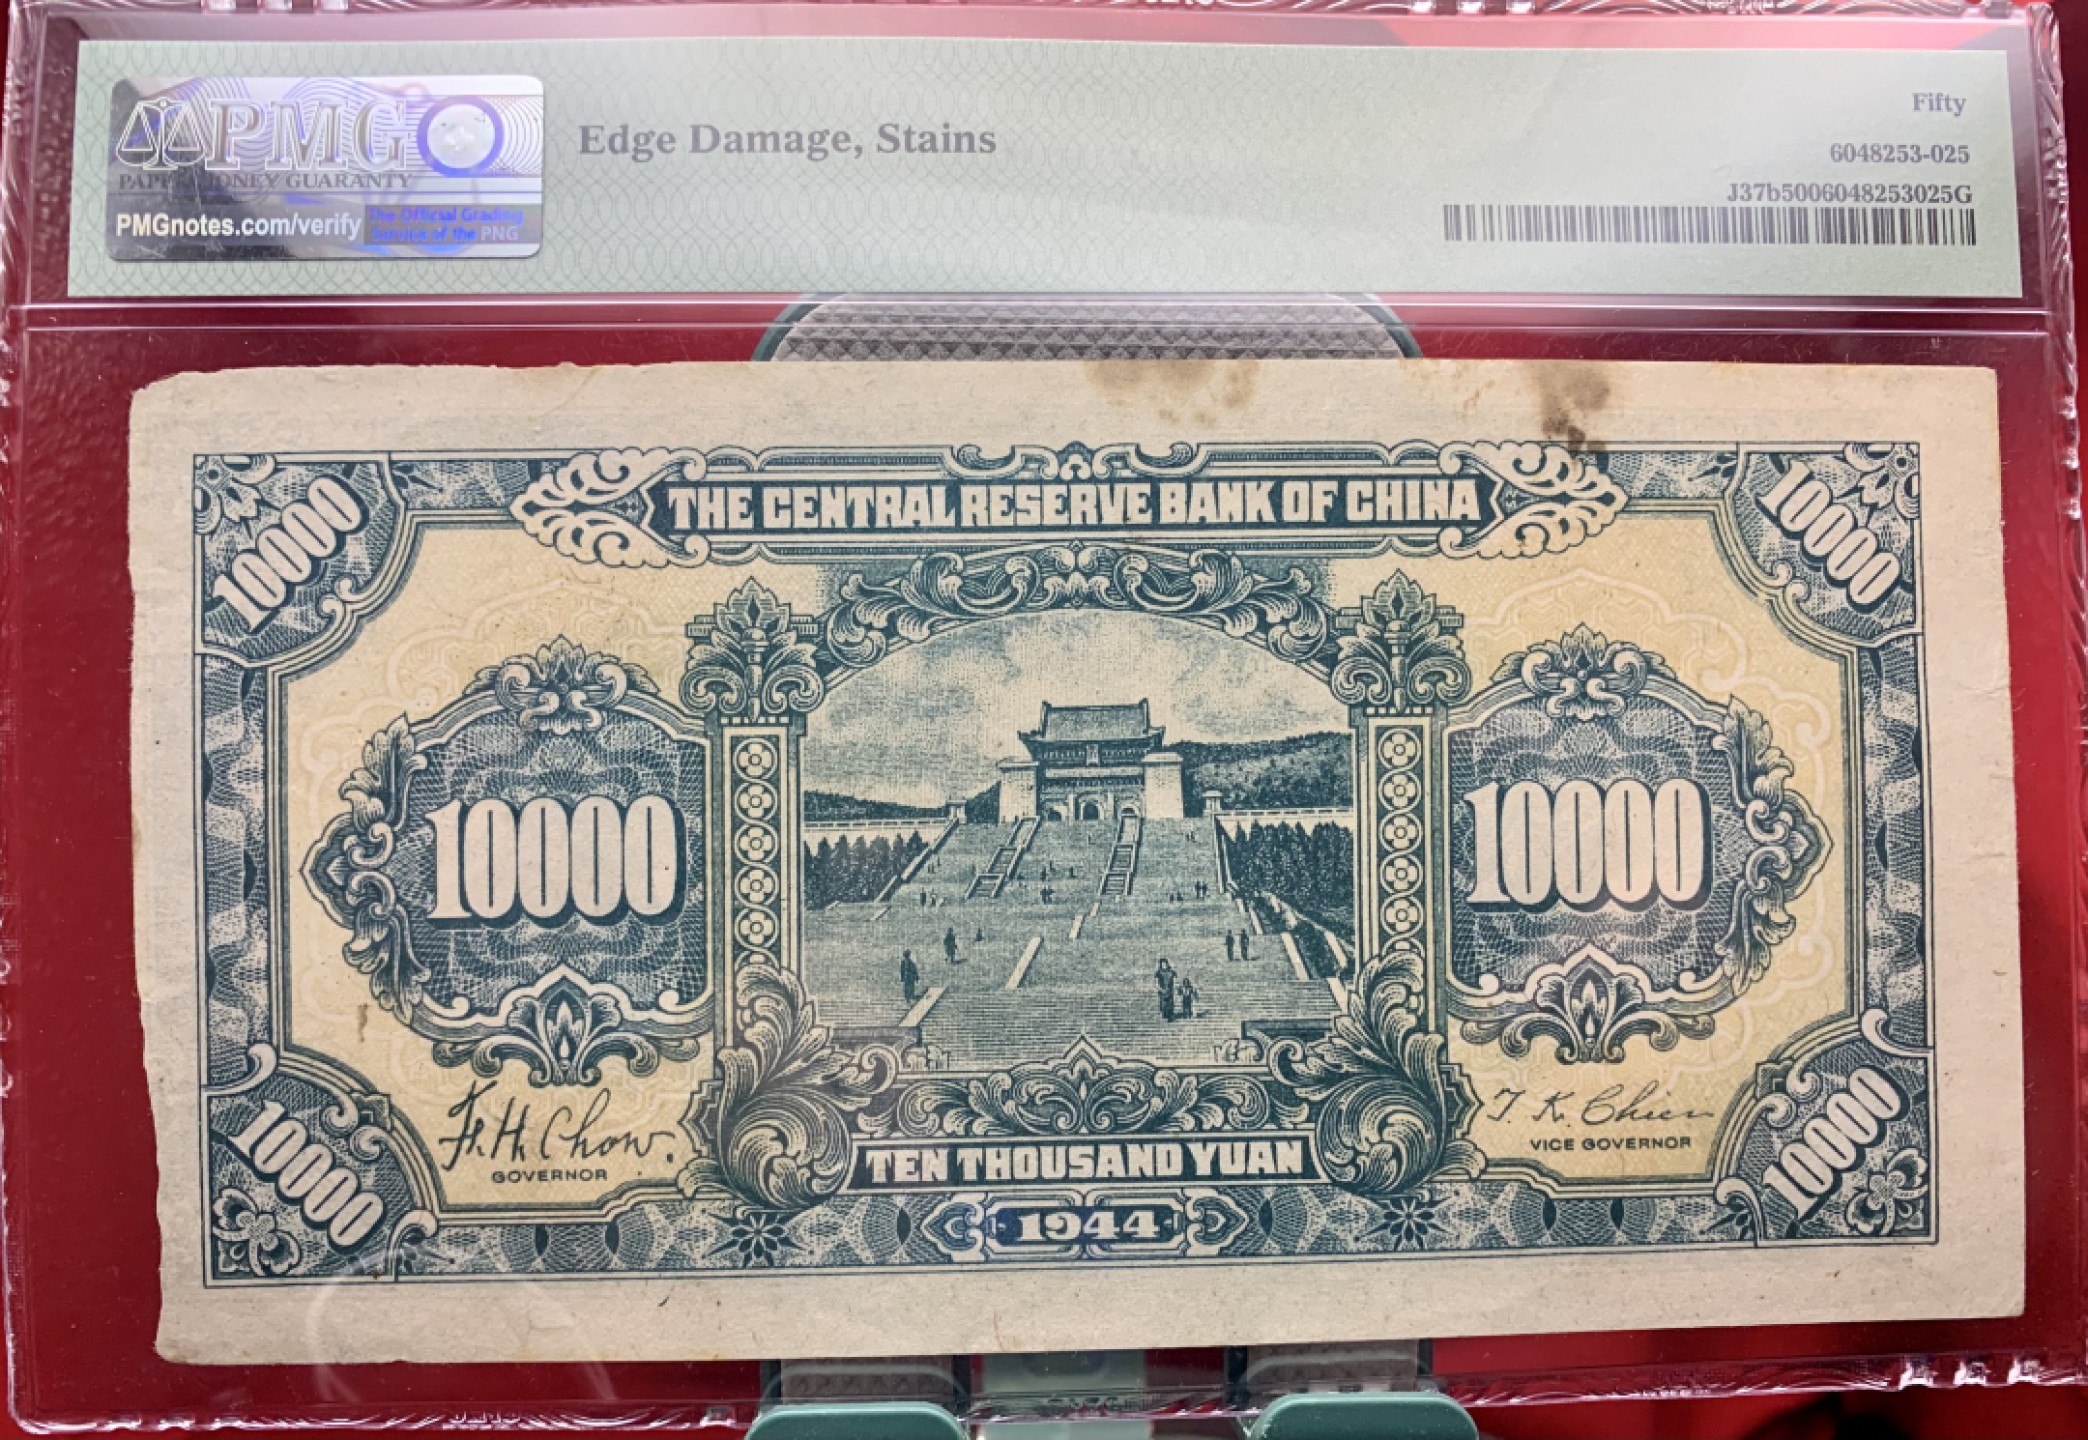 PMG
PAPER MONEY GUARANTY
PMGnotes.com/verify
The Official Grading
Service of the PNG
Edge Damage, Stains
Fifty
6048253-025
J37b5006048253025G
10000
THE CENTRAL RESERVE BANK OF CHINA
10000
10000
10000
F. H. Chow.
GOVERNOR
T. K. Chien
VICE GOVERNOR
10000
TEN THOUSAND YUAN
10000
1944